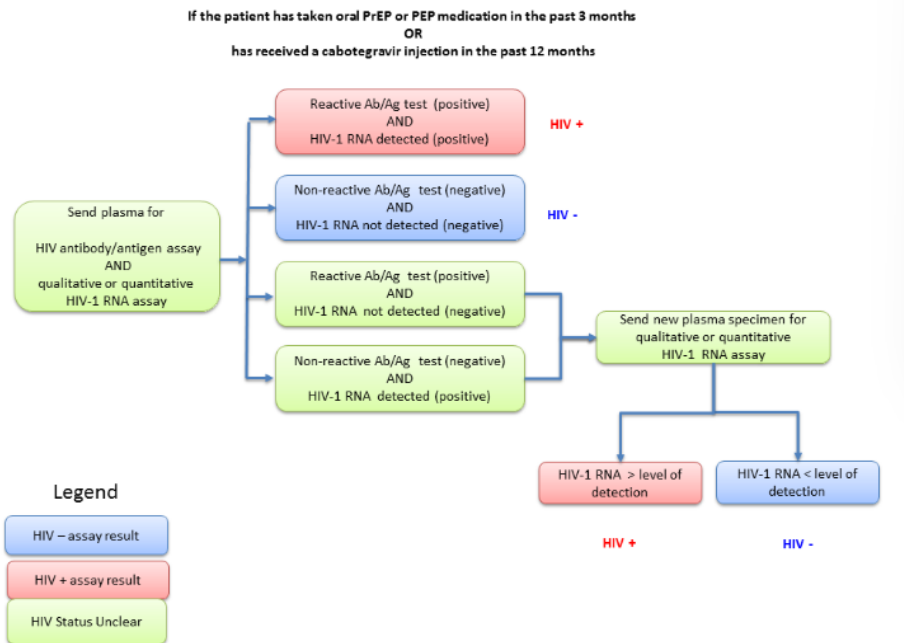 If the patient has taken oral PrEP or PEP medication in the past 3 months
OR
has received a cabotegravir injection in the past 12 months
Reactive Ab/Ag test (positive)
AND
HIV-1 RNA detected (positive)
HIV +
Non-reactive Ab/Ag test (negative)
AND
HIV-1 RNA not detected (negative)
HIV -
Send plasma for
HIV antibody/antigen assay
AND
qualitative or quantitative
HIV-1 RNA assay
Reactive Ab/Ag test (positive)
AND
HIV-1 RNA not detected (negative)
Non-reactive Ab/Ag test (negative)
AND
HIV-1 RNA detected (positive)
Send new plasma specimen for
qualitative or quantitative
HIV-1 RNA assay
HIV-1 RNA > level of
detection
HIV +
HIV-1 RNA < level of
detection
HIV -
Legend
HIV – assay result
HIV + assay result
HIV Status Unclear